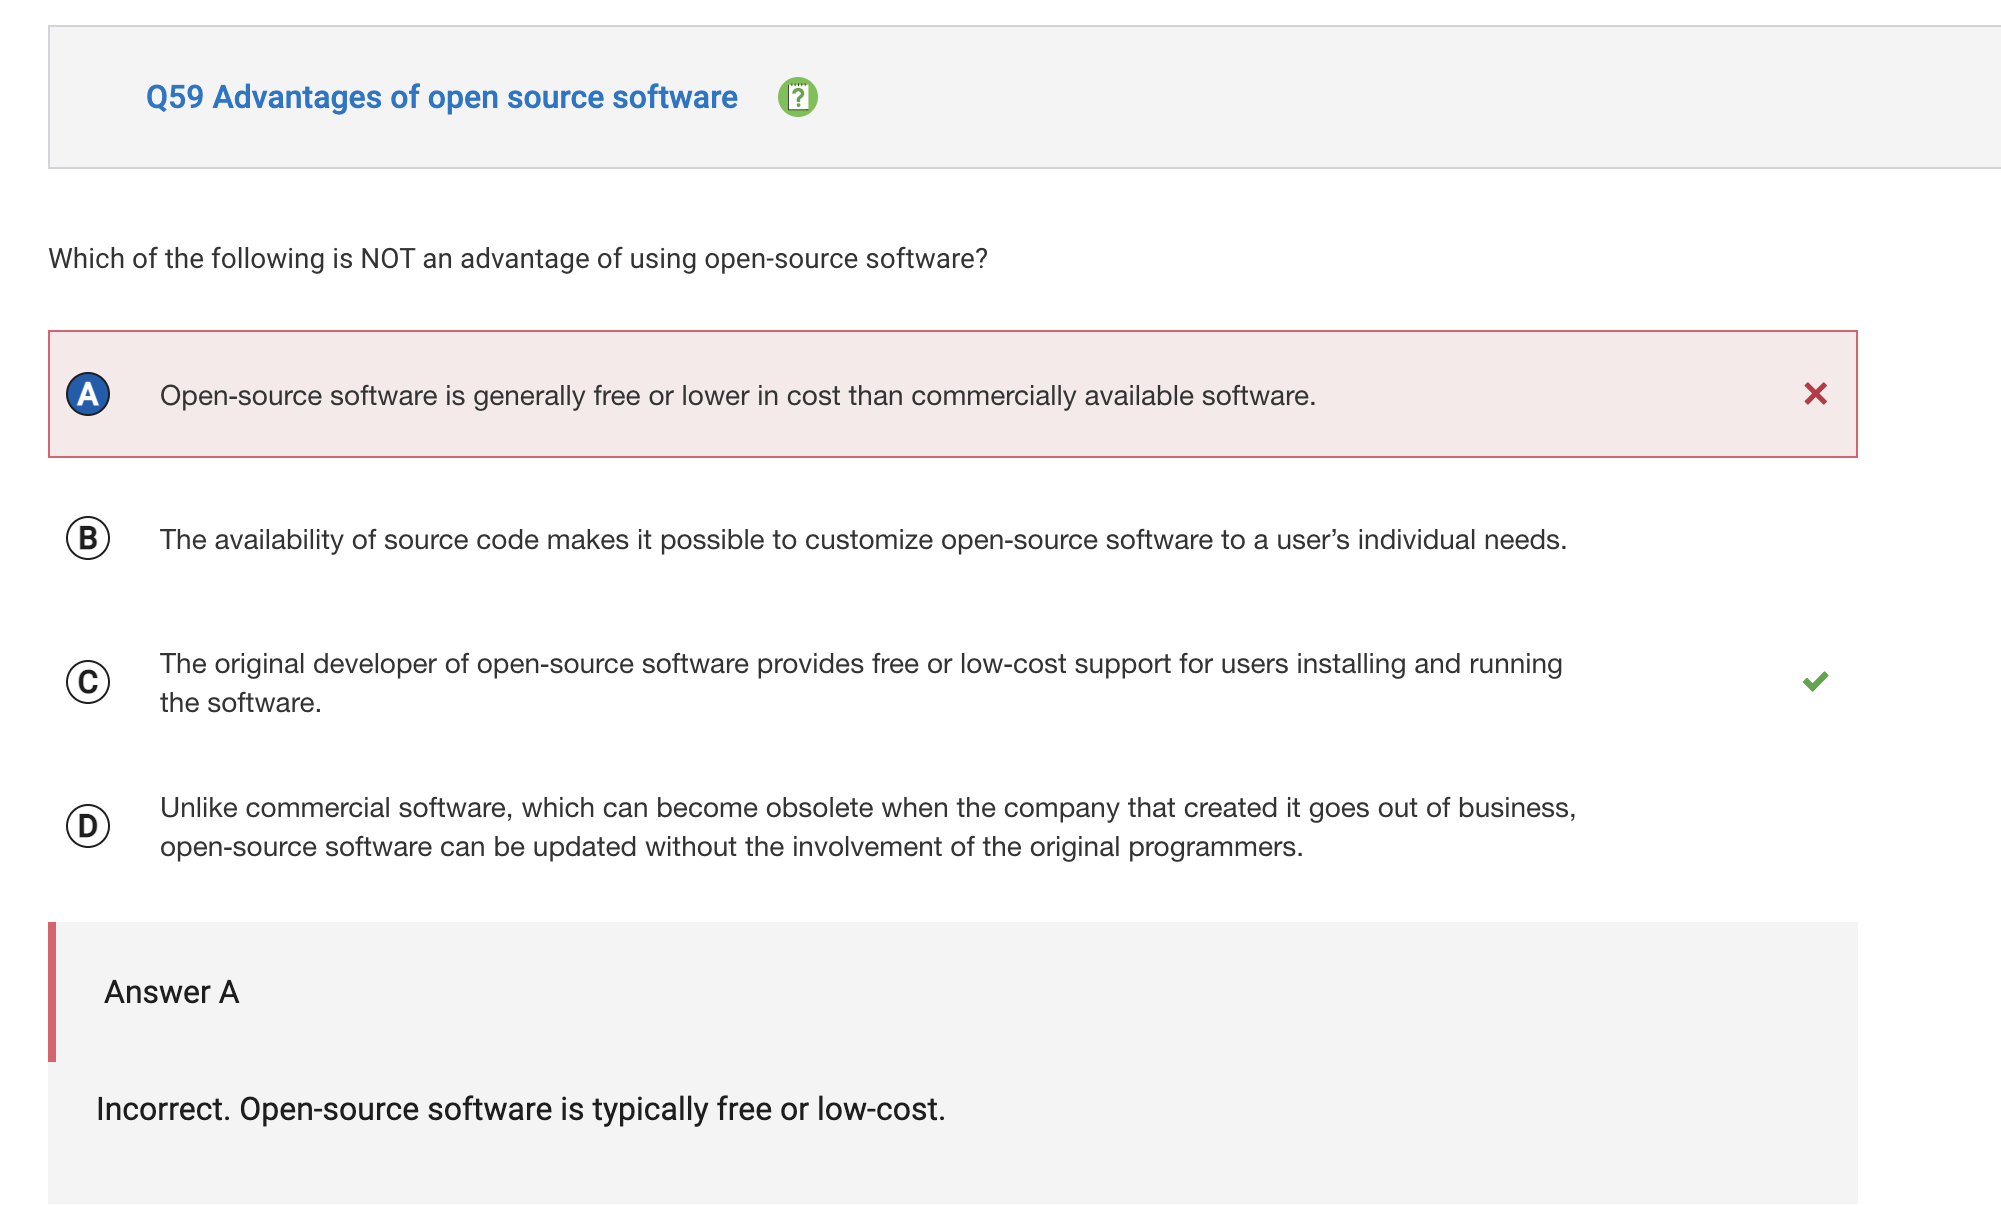 Q59 Advantages of open source software ?
Which of the following is NOT an advantage of using open-source software?
A Open-source software is generally free or lower in cost than commercially available software.
B The availability of source code makes it possible to customize open-source software to a user’s individual needs.
C The original developer of open-source software provides free or low-cost support for users installing and running
the software.
D Unlike commercial software, which can become obsolete when the company that created it goes out of business,
open-source software can be updated without the involvement of the original programmers.
Answer A
Incorrect. Open-source software is typically free or low-cost.